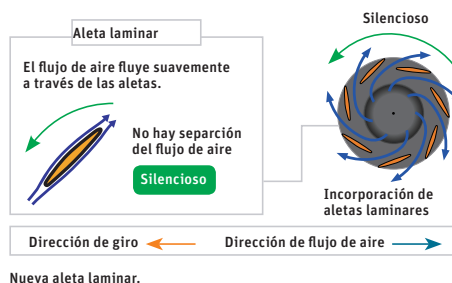 Aleta laminar
El flujo de aire fluye suavemente
a través de las aletas.
No hay separción
del flujo de aire
Silencioso
Silencioso
Incorporación de
aletas laminares
Dirección de giro
Dirección de flujo de aire
Nueva aleta laminar.